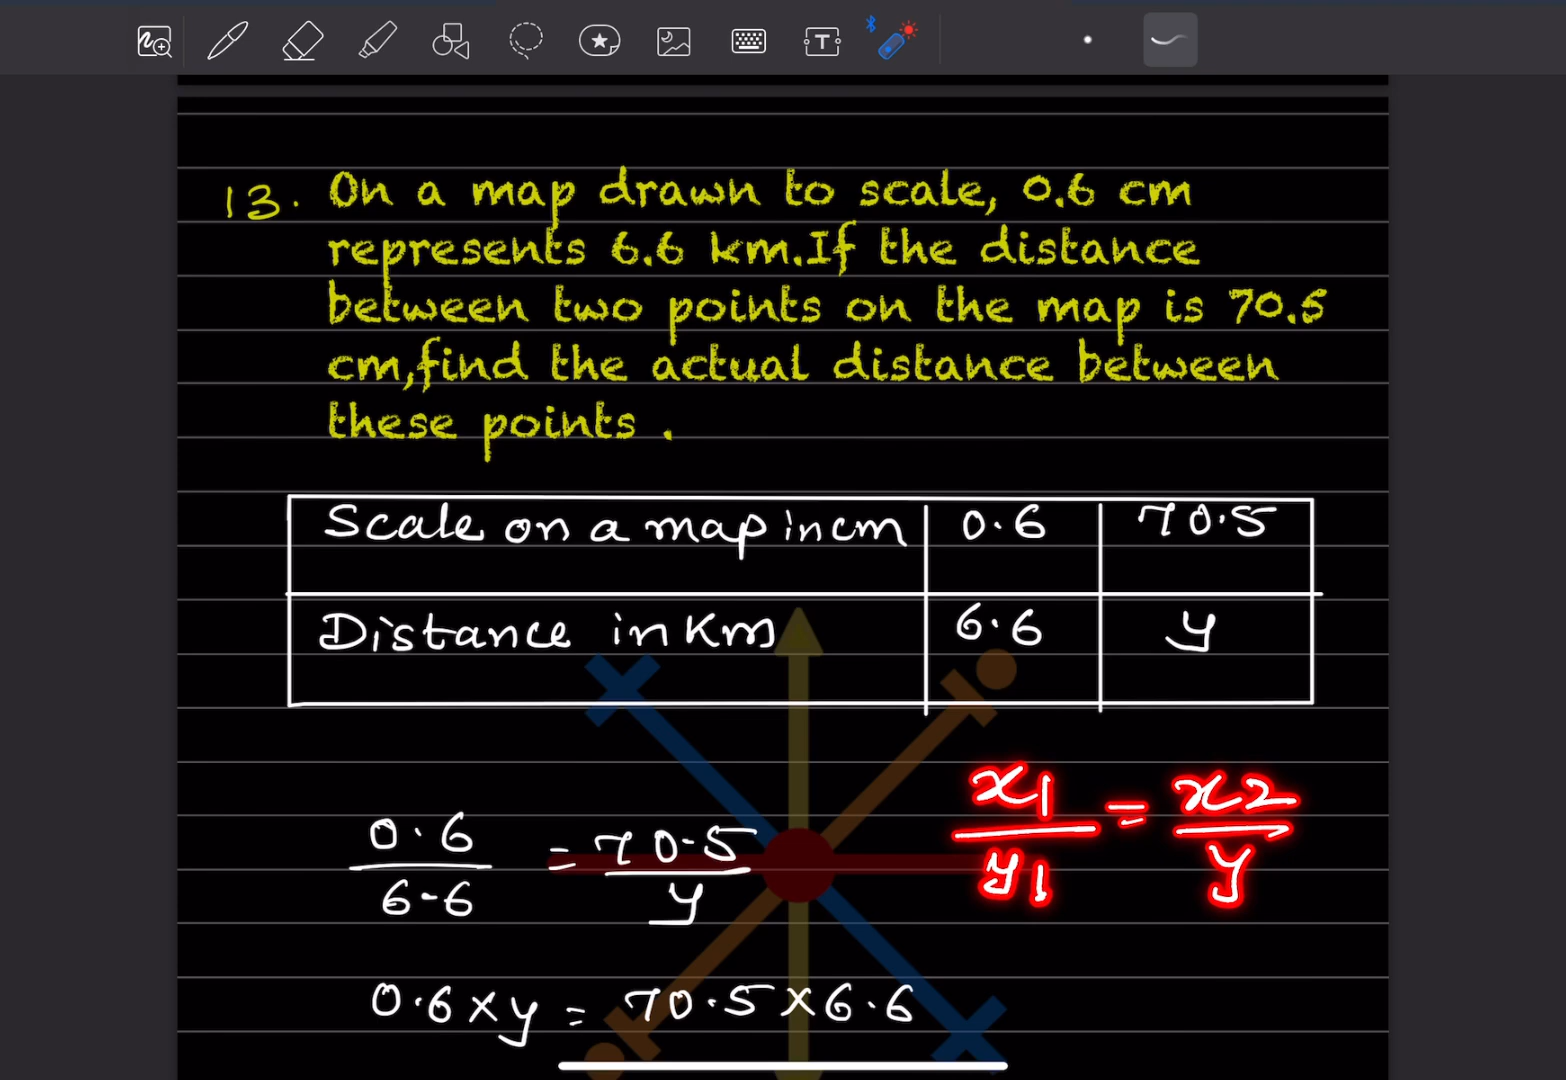 13. On a map drawn to scale, 0.6 cm
represents 6.6 km.If the distance
between two points on the map is 70.5
cm,find the actual distance between
these points .
Scale on a map in cm 0.6 70.5
Distance in Km 6.6 y
0.6/6.6 = 70.5/y
x1/y1 = x2/y
0.6 x y = 70.5 x 6.6